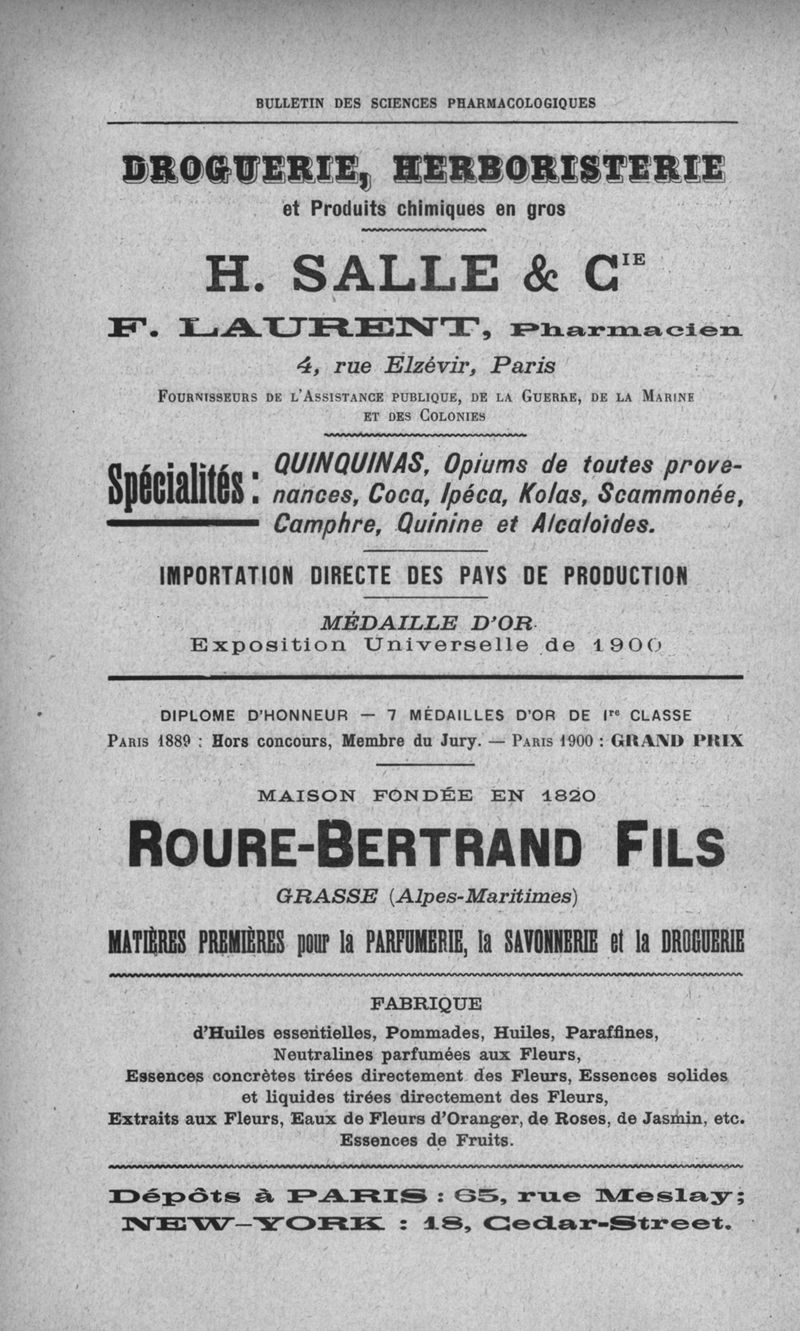 BULLETIN DES SCIENCES PHARMACOLOGIQUES
DROGUERIE, HERBORISTERIE
et Produits chimiques en gros
H. SALLE & CIE
F. LAURENT, Pharmacien
4, rue Elzévir, Paris
FOURNISSEURS DE L'ASSISTANCE PUBLIQUE, DE LA GUERRE, DE LA MARINE
ET DES COLONIES
Spécialités : QUINQUINAS, Opiums de toutes prove-
nances, Coca, Ipéca, Kolas, Scammonée,
Camphre, Quinine et Alcaloïdes.
IMPORTATION DIRECTE DES PAYS DE PRODUCTION
MÉDAILLE D'OR
Exposition Universelle de 1900
DIPLOME D'HONNEUR — 7 MÉDAILLES D'OR DE Ire CLASSE
PARIS 1889 : Hors concours, Membre du Jury. — PARIS 1900 : GRAND PRIX
MAISON FONDÉE EN 1820
ROURE-BERTRAND FILS
GRASSE (Alpes-Maritimes)
MATIÈRES PREMIÈRES pour la PARFUMERIE, la SAVONNERIE et la DROGUERIE
FABRIQUE
d'Huiles essentielles, Pommades, Huiles, Paraffines,
Neutralines parfumées aux Fleurs,
Essences concrètes tirées directement des Fleurs, Essences solides
et liquides tirées directement des Fleurs,
Extraits aux Fleurs, Eaux de Fleurs d'Oranger, de Roses, de Jasmin, etc.
Essences de Fruits.
Dépôts à PARIS : 65, rue Meslay;
NEW-YORK : 18, Cedar-Street.